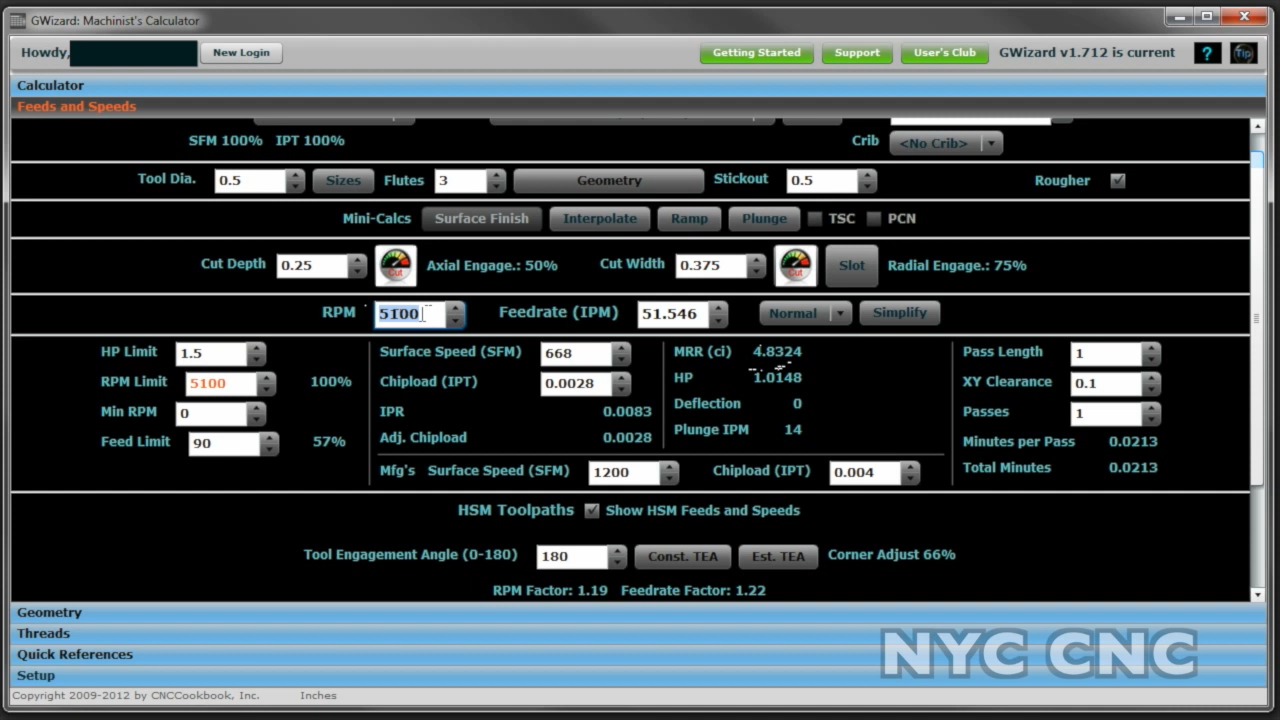 GWizard: Machinist's Calculator
Howdy, New Login Getting Started Support User's Club GWizard v1.712 is current ? Tip
Calculator
Feeds and Speeds
SFM 100% IPT 100% Crib <No Crib>
Tool Dia. 0.5 Sizes Flutes 3 Geometry Stickout 0.5 Rougher
Mini-Calcs Surface Finish Interpolate Ramp Plunge TSC PCN
Cut Depth 0.25 Cut Axial Engage.: 50% Cut Width 0.375 Cut Slot Radial Engage.: 75%
RPM 5100 Feedrate (IPM) 51.546 Normal Simplify
HP Limit 1.5 Surface Speed (SFM) 668 MRR (ci) 4.8324 Pass Length 1
RPM Limit 5100 100% Chipload (IPT) 0.0028 HP 1.0148 XY Clearance 0.1
Min RPM 0 IPR 0.0083 Deflection 0 Passes 1
Feed Limit 90 57% Adj. Chipload 0.0028 Plunge IPM 14 Minutes per Pass 0.0213
Mfg's Surface Speed (SFM) 1200 Chipload (IPT) 0.004 Total Minutes 0.0213
HSM Toolpaths Show HSM Feeds and Speeds
Tool Engagement Angle (0-180) 180 Const. TEA Est. TEA Corner Adjust 66%
RPM Factor: 1.19 Feedrate Factor: 1.22
Geometry
Threads
Quick References
Setup
NYC CNC
Copyright 2009-2012 by CNCCookbook, Inc. Inches